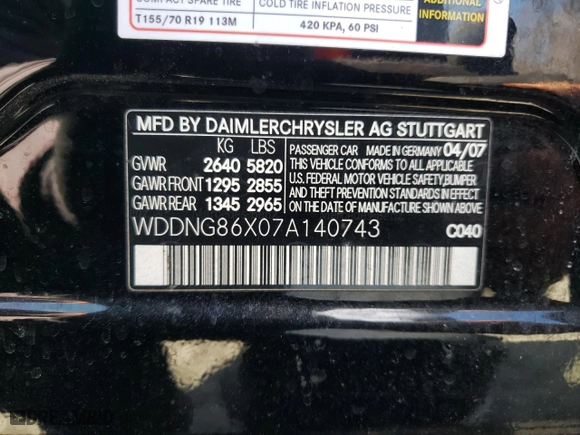 COMPACT SPARE TIRE
COLD TIRE INFLATION PRESSURE
ADDITIONAL
INFORMATION
T155/70 R19 113M
420 KPA, 60 PSI
MFD BY DAIMLERCHRYSLER AG STUTTGART
KG LBS
GVWR 2640 5820
GAWR FRONT 1295 2855
GAWR REAR 1345 2965
PASSENGER CAR MADE IN GERMANY 04/07
THIS VEHICLE CONFORMS TO ALL APPLICABLE
U.S. FEDERAL MOTOR VEHICLE SAFETY,BUMPER
AND THEFT PREVENTION STANDARDS IN EFFECT
ON THE DATE OF MANUFACTURE SHOWN ABOVE.
WDDNG86X07A140743
C040